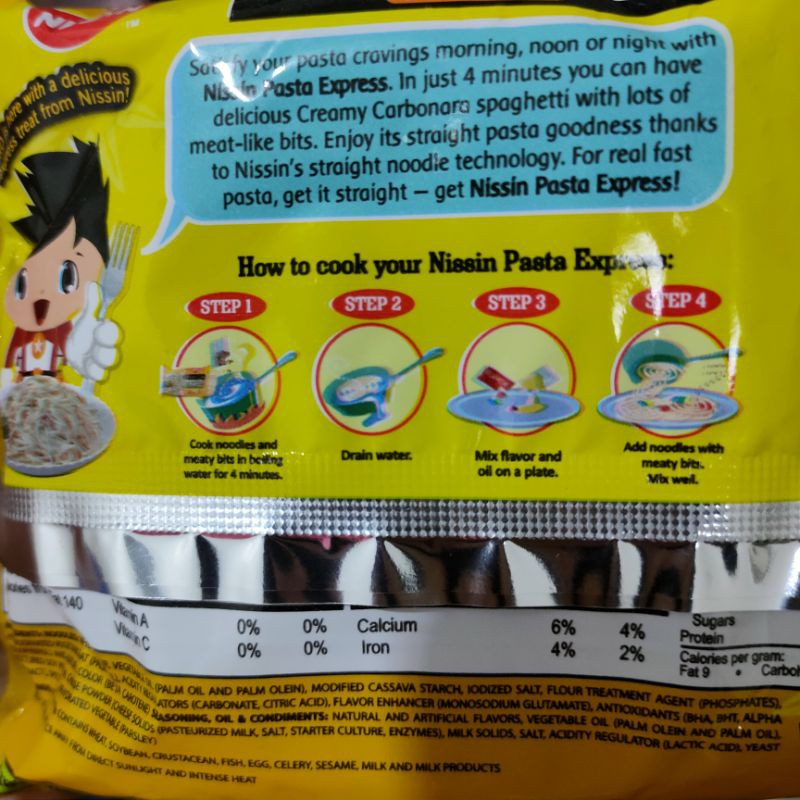 TM
with a delicious
treat from Nissin!
Satisfy your pasta cravings morning, noon or night with
Nissin Pasta Express. In just 4 minutes you can have
delicious Creamy Carbonara spaghetti with lots of
meat-like bits. Enjoy its straight pasta goodness thanks
to Nissin's straight noodle technology. For real fast
pasta, get it straight – get Nissin Pasta Express!
How to cook your Nissin Pasta Express:
STEP 1
STEP 2
STEP 3
STEP 4
Cook noodles and
meaty bits in boiling
water for 4 minutes.
Drain water.
Mix flavor and
oil on a plate.
Add noodles with
meaty bits.
Mix well.
140
Vitamin A 0% 0% Calcium 6% 4% Sugars
Vitamin C 0% 0% Iron 4% 2% Protein
Calories per gram:
Fat 9 •
(PALM OIL AND PALM OLEIN), MODIFIED CASSAVA STARCH, IODIZED SALT, FLOUR TREATMENT AGENT (PHOSPHATES),
(CARBONATE, CITRIC ACID), FLAVOR ENHANCER (MONOSODIUM GLUTAMATE), ANTIOXIDANTS (BHA, BHT, ALPHA
SEASONING, OIL & CONDIMENTS: NATURAL AND ARTIFICIAL FLAVORS, VEGETABLE OIL (PALM OLEIN AND PALM OIL),
POWDER CHEESE SOLIDS (PASTEURIZED MILK, SALT, STARTER CULTURE, ENZYMES), MILK SOLIDS, SALT, ACIDITY REGULATOR (LACTIC ACID), YEAST
VEGETABLE (PARSLEY)
CONTAINS WHEAT, SOYBEAN, CRUSTACEAN, FISH, EGG, CELERY, SESAME, MILK AND MILK PRODUCTS
AWAY FROM DIRECT SUNLIGHT AND INTENSE HEAT